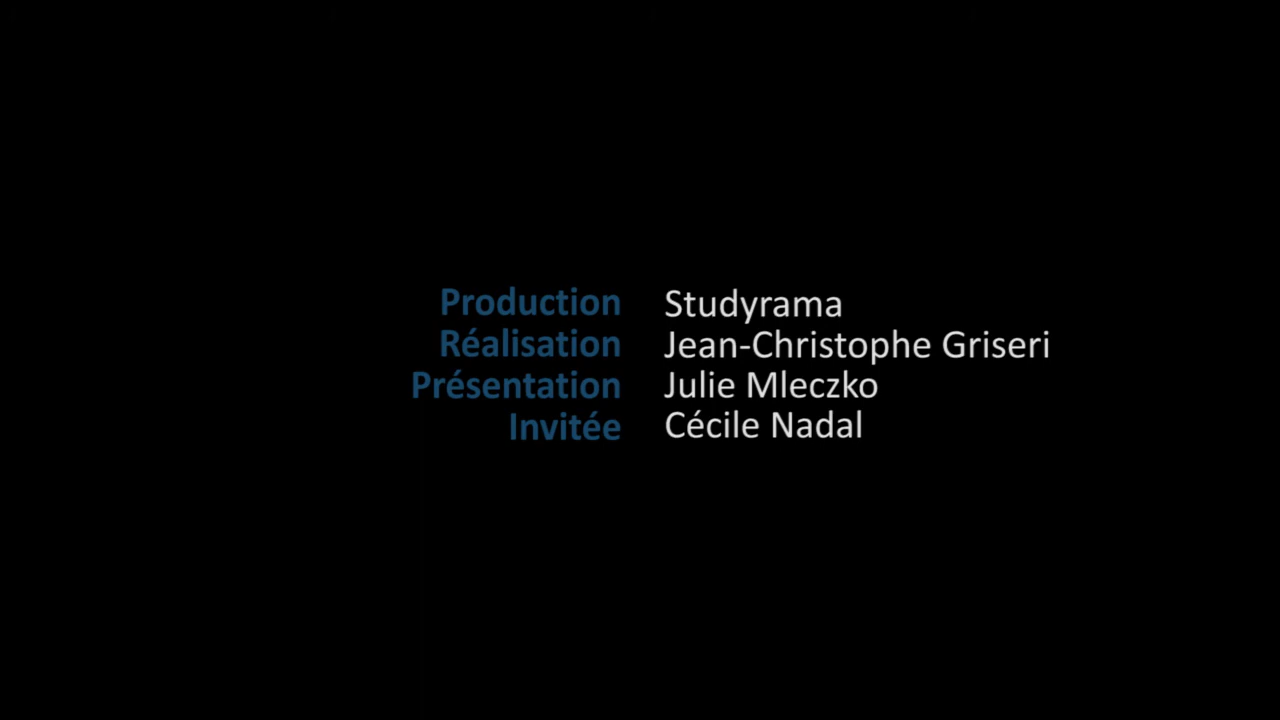 Production Studyrama
Réalisation Jean-Christophe Griseri
Présentation Julie Mleczko
Invitée Cécile Nadal